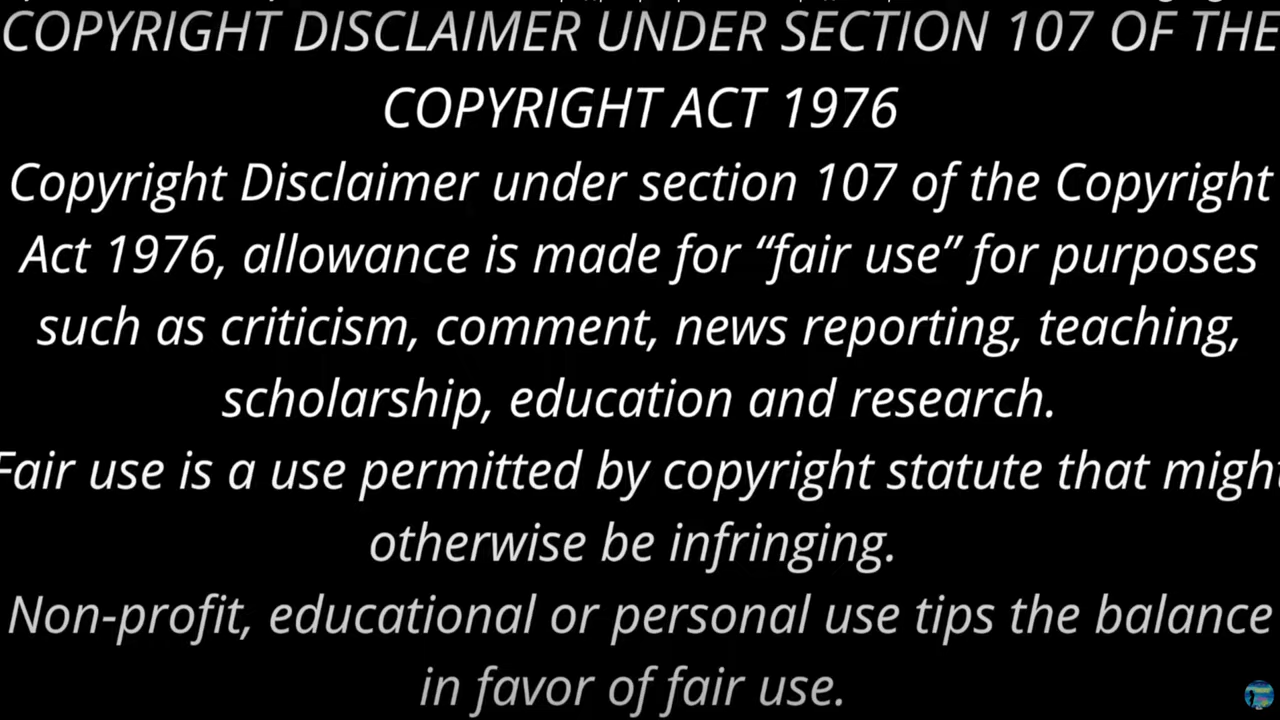 COPYRIGHT DISCLAIMER UNDER SECTION 107 OF THE
COPYRIGHT ACT 1976
Copyright Disclaimer under section 107 of the Copyright
Act 1976, allowance is made for “fair use” for purposes
such as criticism, comment, news reporting, teaching,
scholarship, education and research.
Fair use is a use permitted by copyright statute that might
otherwise be infringing.
Non-profit, educational or personal use tips the balance
in favor of fair use.